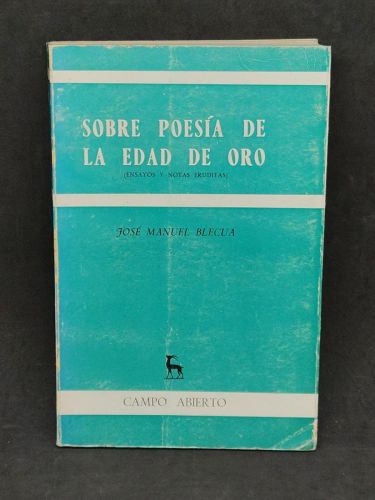 SOBRE POESÍA DE
LA EDAD DE ORO
(ENSAYOS Y NOTAS ERUDITAS)
JOSÉ MANUEL BLECUA
CAMPO ABIERTO